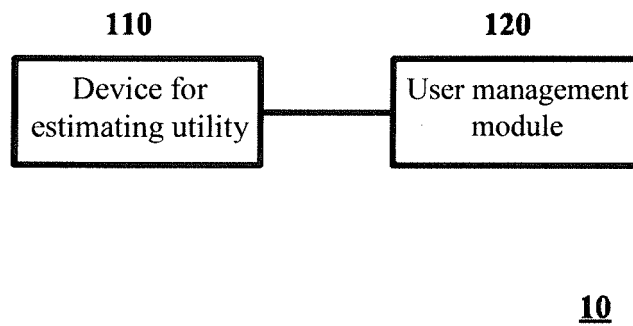 110
120
Device for
estimating utility
User management
module
10